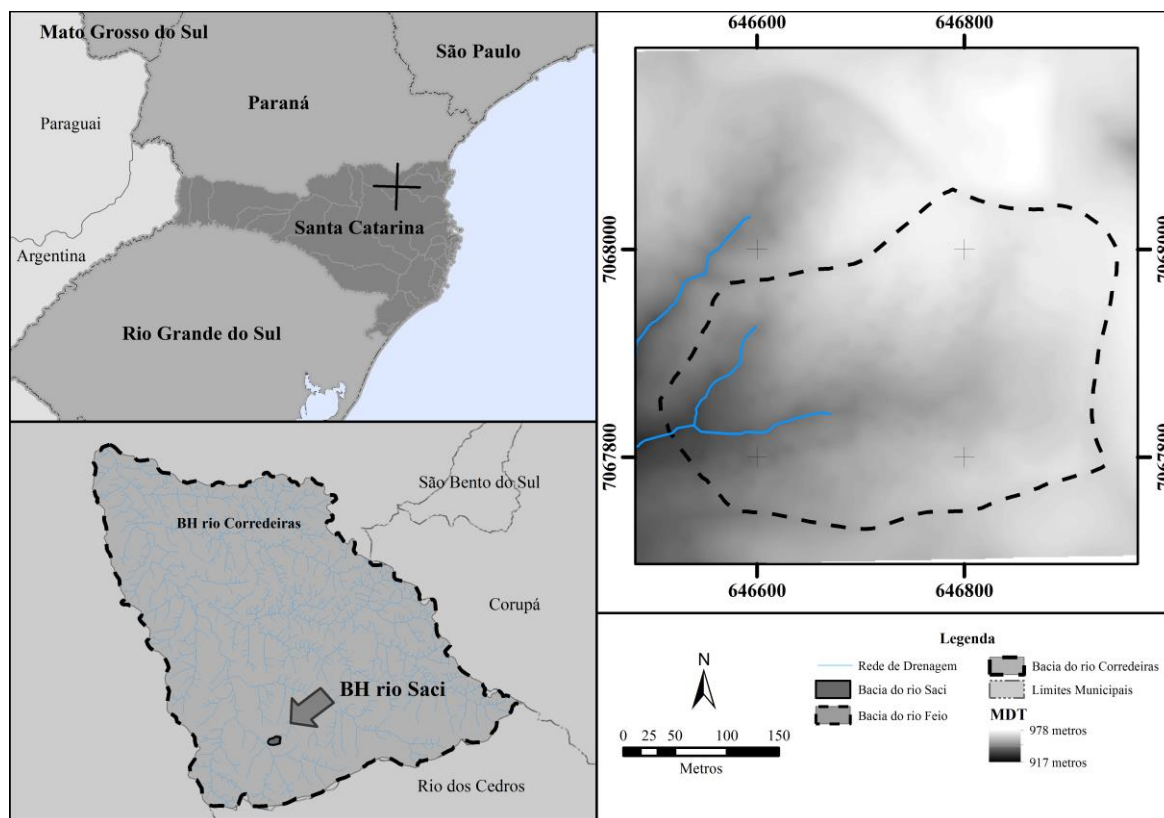 Mato Grosso do Sul
São Paulo
Paraná
Paraguai
Santa Catarina
Argentina
Rio Grande do Sul
São Bento do Sul
BH rio Corredeiras
Corupá
BH rio Saci
Rio dos Cedros
646600
646800
7068000
7068000
7067800
7067800
646600
646800
N
0 25 50 100 150
Metros
Legenda
Rede de Drenagem
Bacia do rio Saci
Bacia do rio Feio
Bacia do rio Corredeiras
Limites Municipais
MDT
978 metros
917 metros